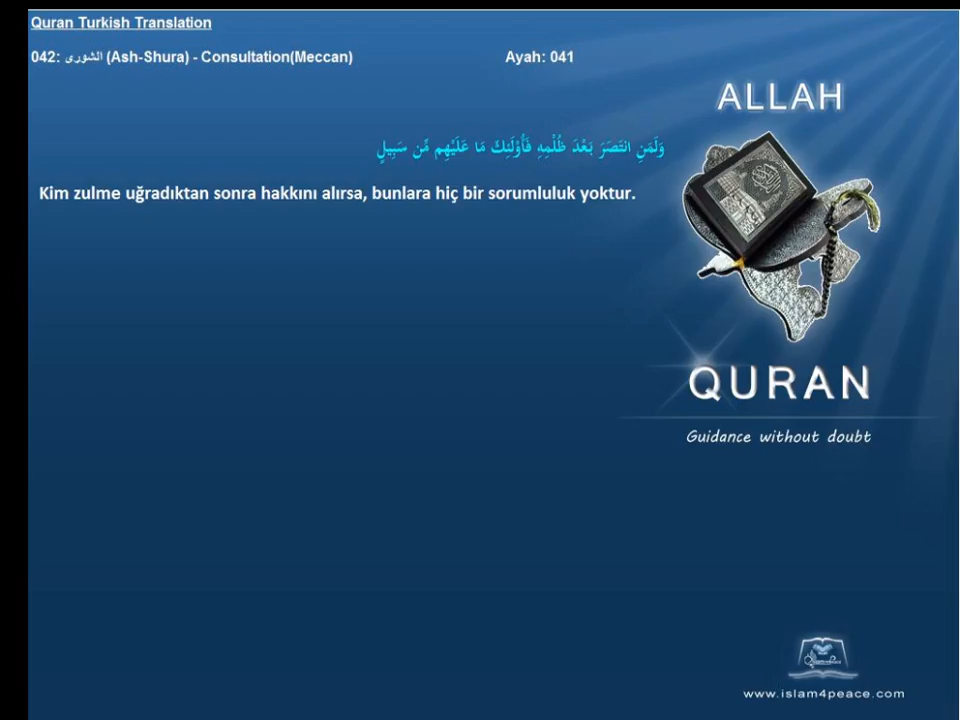 Quran Turkish Translation
042: الشورى (Ash-Shura) - Consultation(Meccan) Ayah: 041
ALLAH
وَلَمَنِ انتَصَرَ بَعْدَ ظُلْمِهِ فَأُوْلَئِكَ مَا عَلَيْهِم مِّن سَبِيلٍ
Kim zulme uğradıktan sonra hakkını alırsa, bunlara hiç bir sorumluluk yoktur.
QURAN
Guidance without doubt
www.islam4peace.com